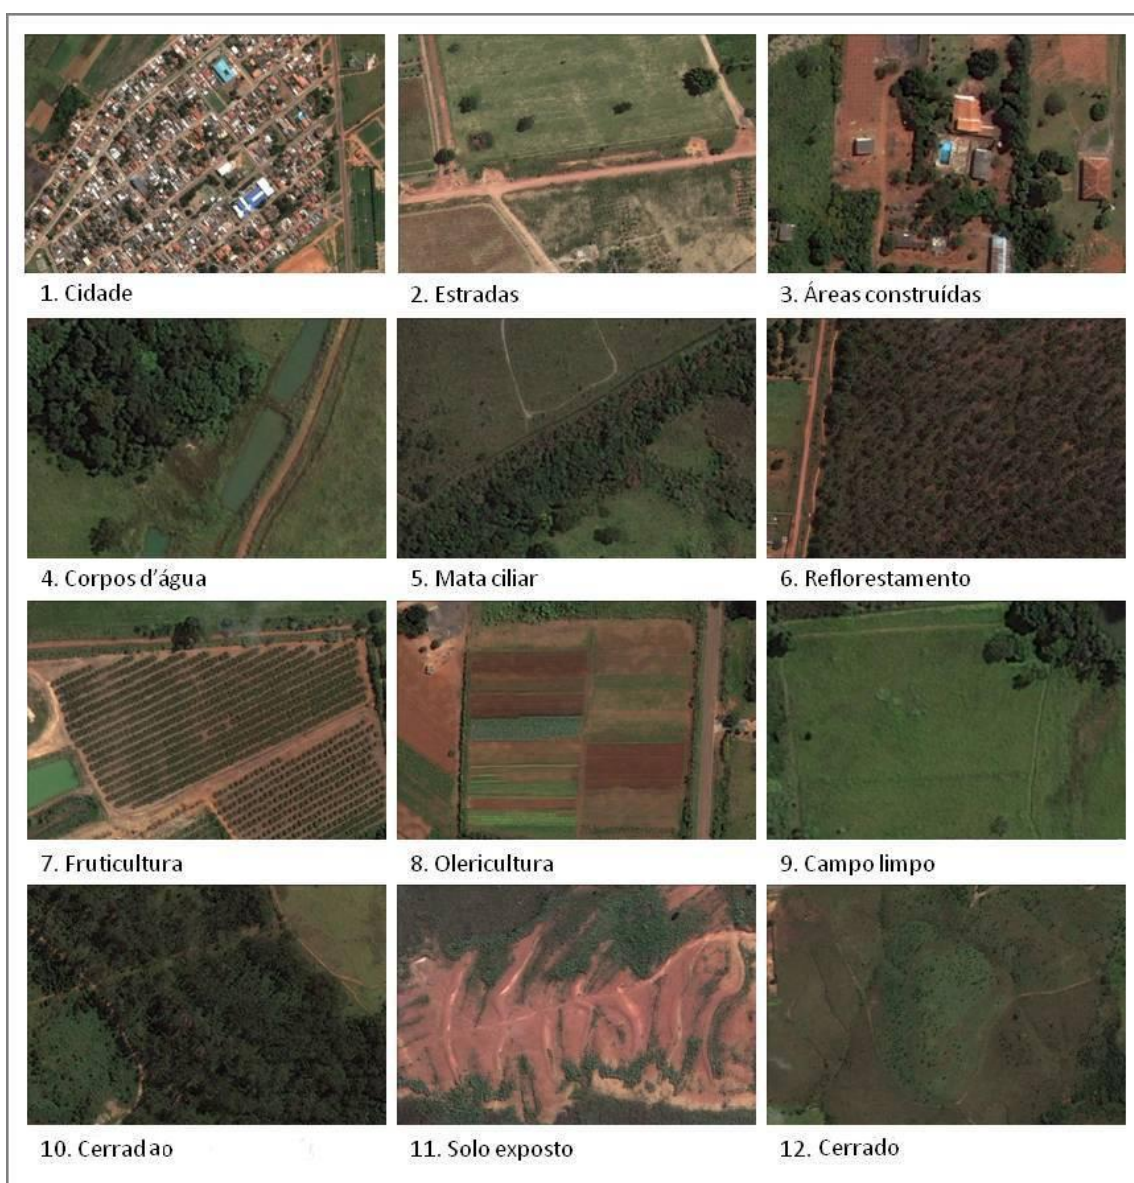 1. Cidade
2. Estradas
3. Áreas construídas
4. Corpos d'água
5. Mata ciliar
6. Reflorestamento
7. Fruticultura
8. Olericultura
9. Campo limpo
10. Cerradao
11. Solo exposto
12. Cerrado